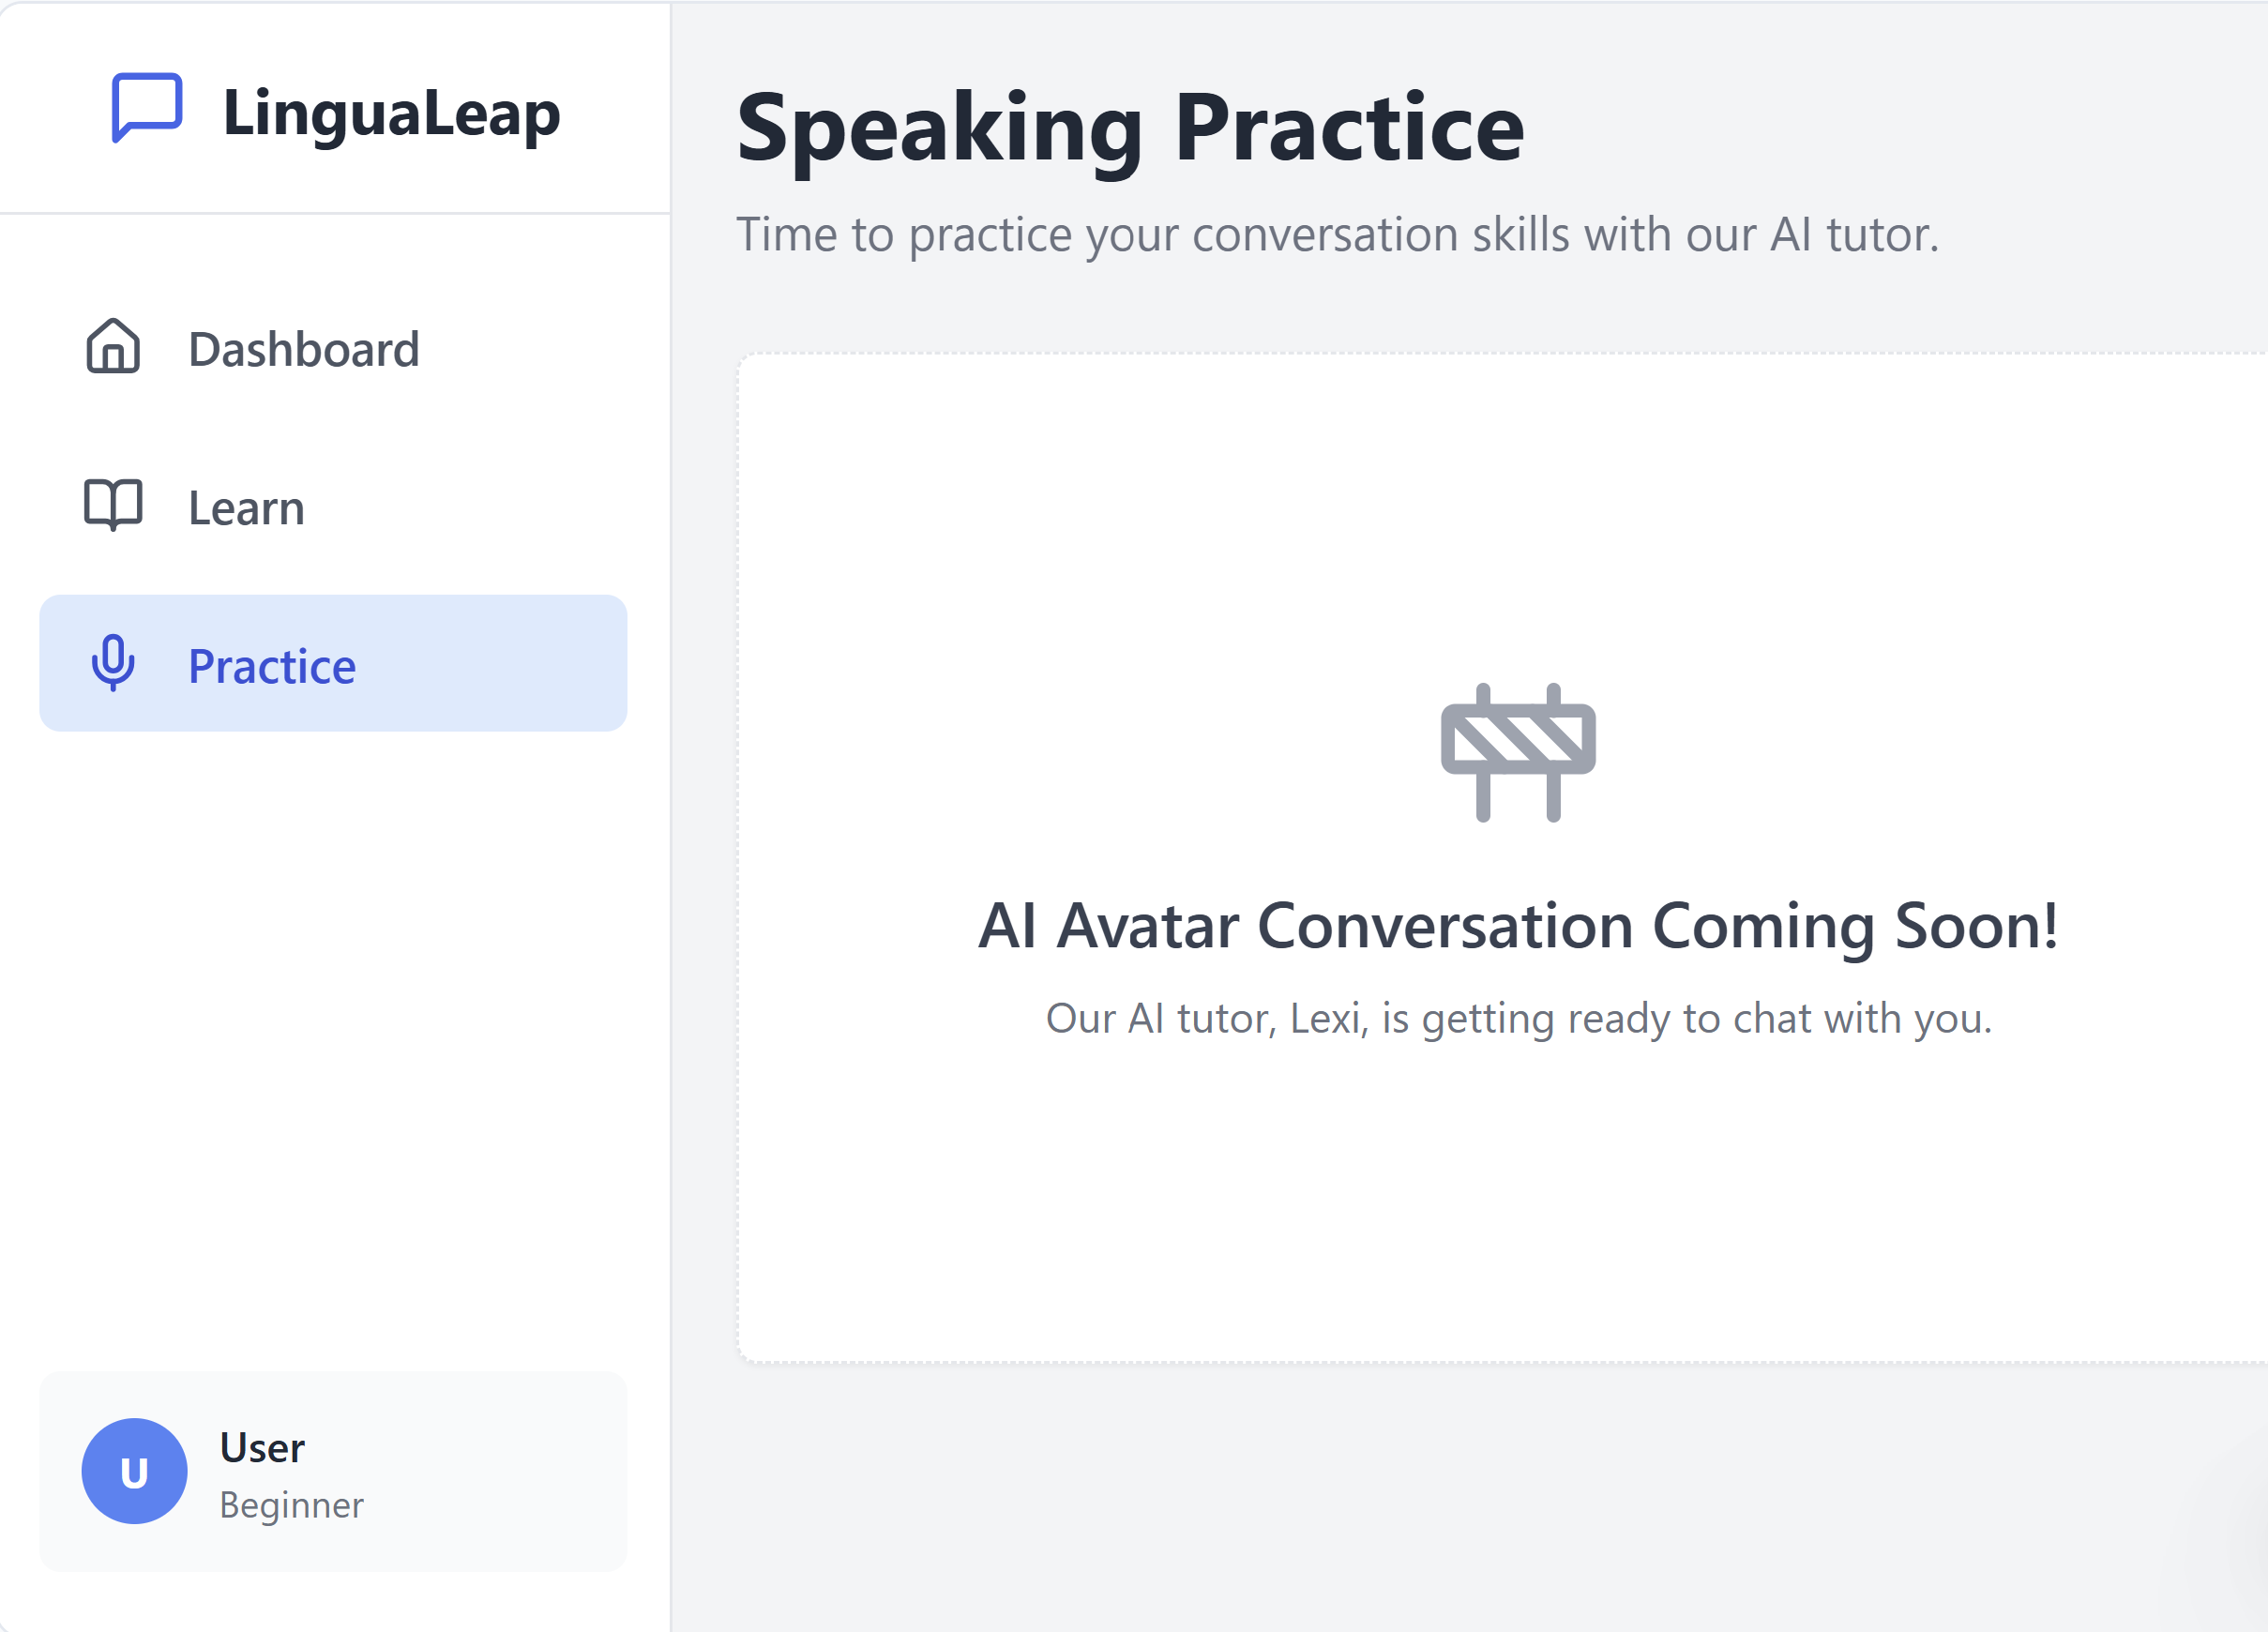 LinguaLeap
Dashboard
Learn
Practice
U
User
Beginner
Speaking Practice
Time to practice your conversation skills with our AI tutor.
AI Avatar Conversation Coming Soon!
Our AI tutor, Lexi, is getting ready to chat with you.